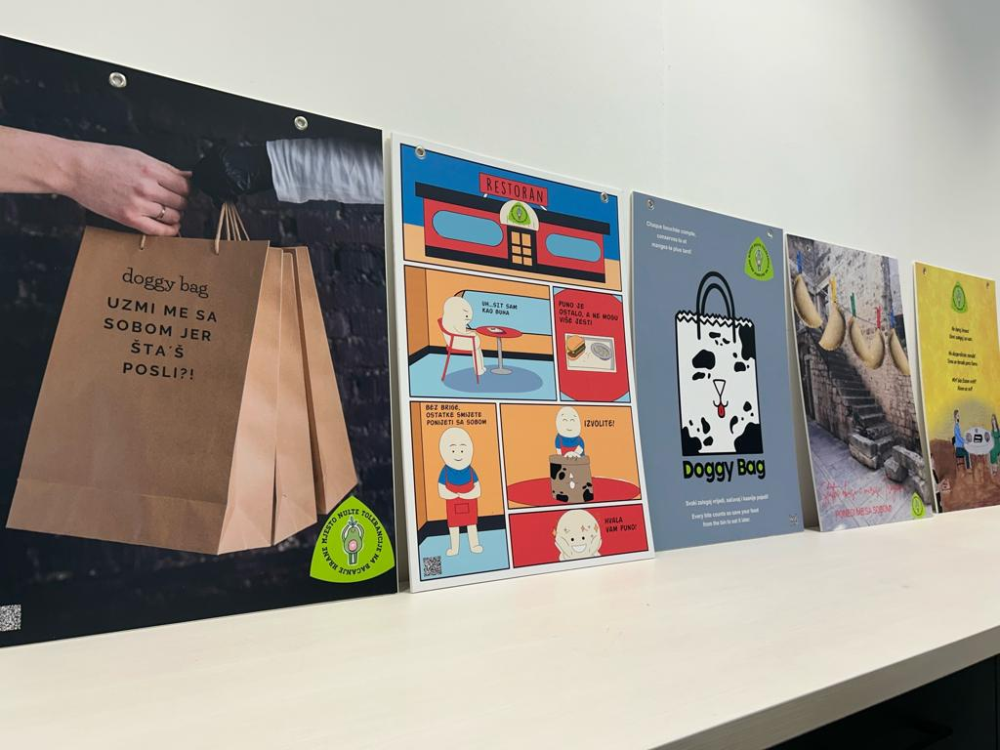 doggy bag
UZMI ME SA
SOBOM JER
ŠTA´Š
POSLI?!
MJESTO NULTE TOLERANCIJE NA BACANJE HRANE
RESTORAN
UH...SIT SAM
KAO BUHA
PUNO JE
OSTALO, A NE MOGU
VIŠE JESTI
BEZ BRIGE,
OSTATKE SMIJETE
PONIJETI SA SOBOM
IZVOLITE!
HVALA
VAM PUNO!
Chaque bouchée compte,
conservez-la et
mangez-la plus tard!
Doggy Bag
Svaki zalogaj vrijedi, sačuvaj i kasnije pojedi!
Every bite counts so save your food
from the bin to eat it later.
PONESI ME SA SOBOM!